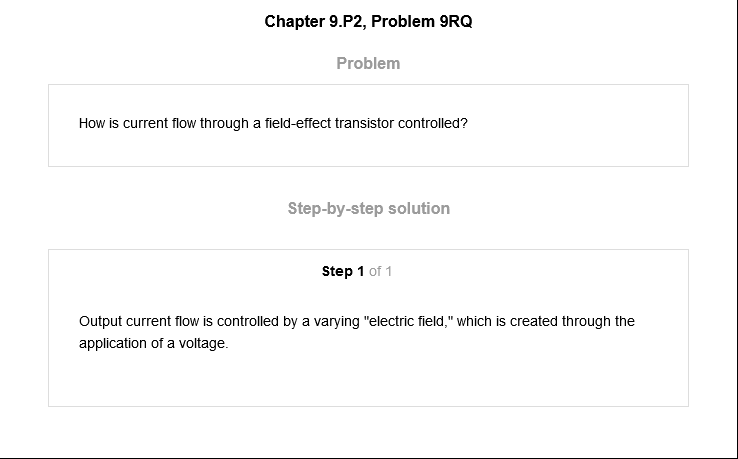 Chapter 9.P2, Problem 9RQ
Problem
How is current flow through a field-effect transistor controlled?
Step-by-step solution
Step 1 of 1
Output current flow is controlled by a varying "electric field," which is created through the
application of a voltage.